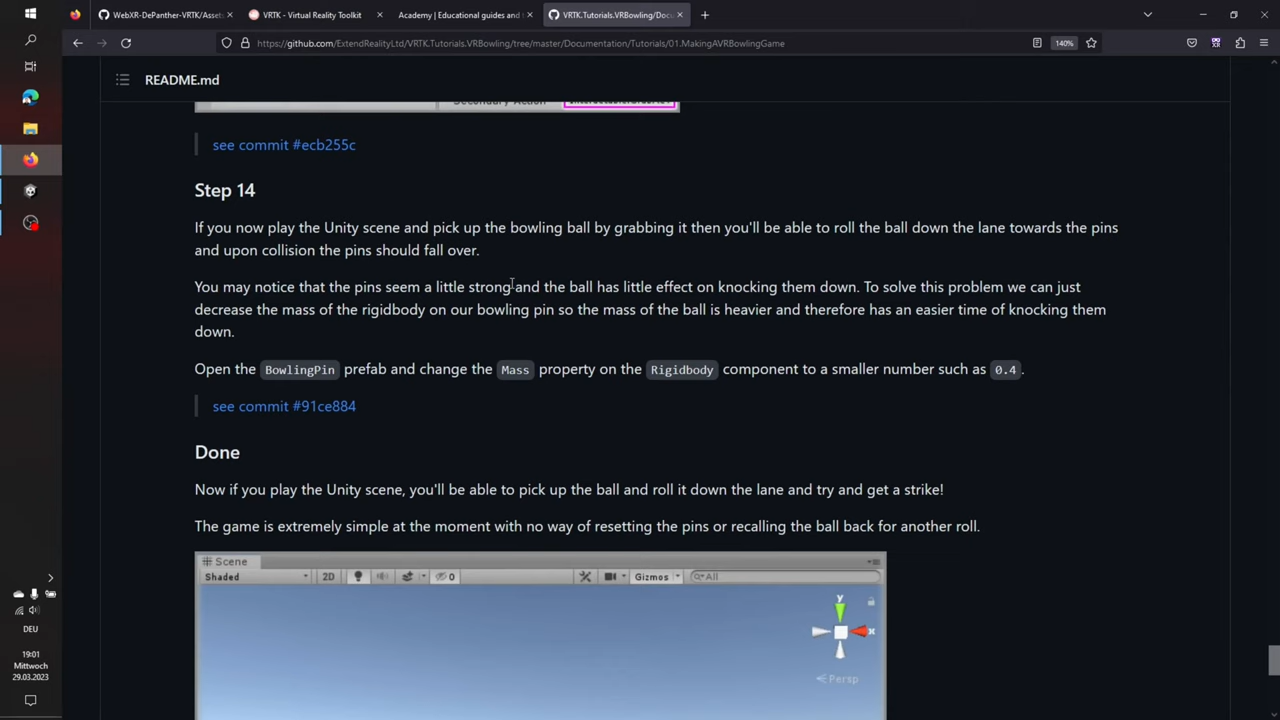 WebXR-DePanther-VRTK/Asset
VRTK - Virtual Reality Toolkit
Academy | Educational guides and t
VRTK.Tutorials.VRBowling/Docu
https://github.com/ExtendRealityLtd/VRTK.Tutorials.VRBowling/tree/master/Documentation/Tutorials/01.MakingAVRBowlingGame
140%
README.md
see commit #ecb255c
Step 14
If you now play the Unity scene and pick up the bowling ball by grabbing it then you'll be able to roll the ball down the lane towards the pins
and upon collision the pins should fall over.
You may notice that the pins seem a little strong and the ball has little effect on knocking them down. To solve this problem we can just
decrease the mass of the rigidbody on our bowling pin so the mass of the ball is heavier and therefore has an easier time of knocking them
down.
Open the BowlingPin prefab and change the Mass property on the Rigidbody component to a smaller number such as 0.4.
see commit #91ce884
Done
Now if you play the Unity scene, you'll be able to pick up the ball and roll it down the lane and try and get a strike!
The game is extremely simple at the moment with no way of resetting the pins or recalling the ball back for another roll.
Scene
Shaded 2D 0 Gizmos All
y
x
Persp
DEU
19:01
Mittwoch
29.03.2023